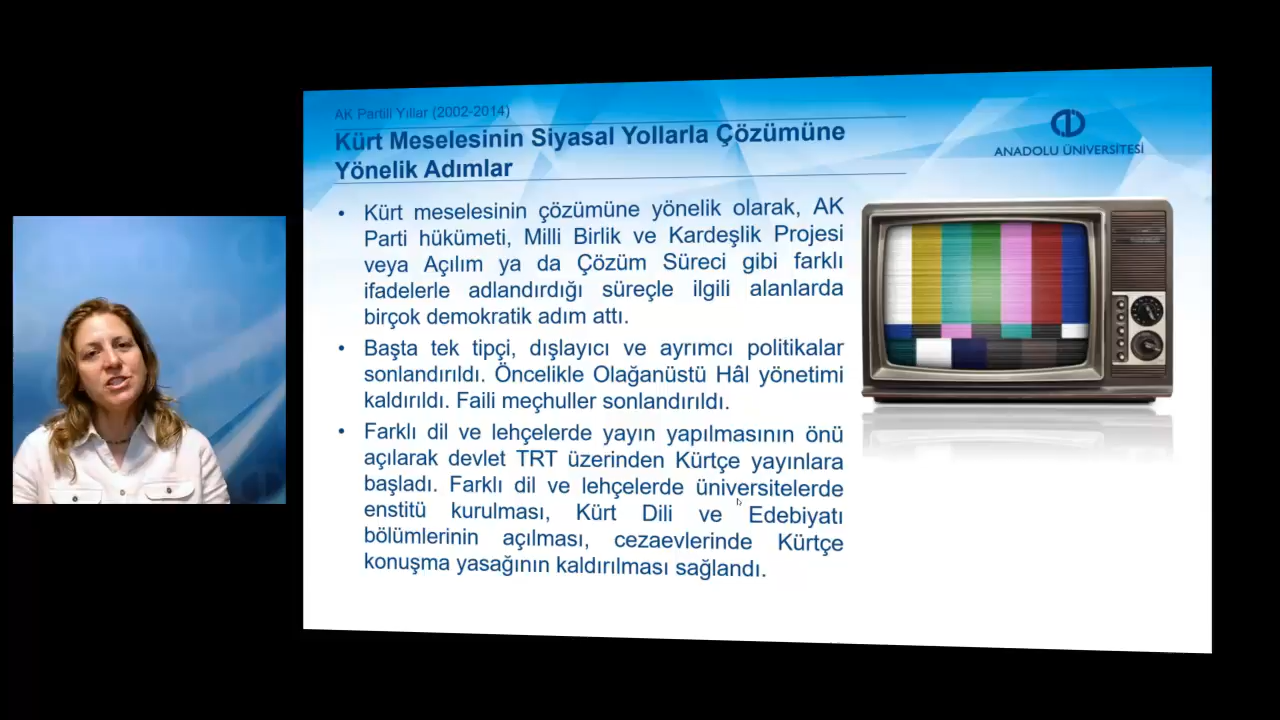 AK Partili Yıllar (2002-2014)
Kürt Meselesinin Siyasal Yollarla Çözümüne
Yönelik Adımlar
ANADOLU ÜNİVERSİTESİ
• Kürt meselesinin çözümüne yönelik olarak, AK
Parti hükümeti, Milli Birlik ve Kardeşlik Projesi
veya Açılım ya da Çözüm Süreci gibi farklı
ifadelerle adlandırdığı süreçle ilgili alanlarda
birçok demokratik adım attı.
• Başta tek tipçi, dışlayıcı ve ayrımcı politikalar
sonlandırıldı. Öncelikle Olağanüstü Hâl yönetimi
kaldırıldı. Faili meçhuller sonlandırıldı.
• Farklı dil ve lehçelerde yayın yapılmasının önü
açılarak devlet TRT üzerinden Kürtçe yayınlara
başladı. Farklı dil ve lehçelerde üniversitelerde
enstitü kurulması, Kürt Dili ve Edebiyatı
bölümlerinin açılması, cezaevlerinde Kürtçe
konuşma yasağının kaldırılması sağlandı.